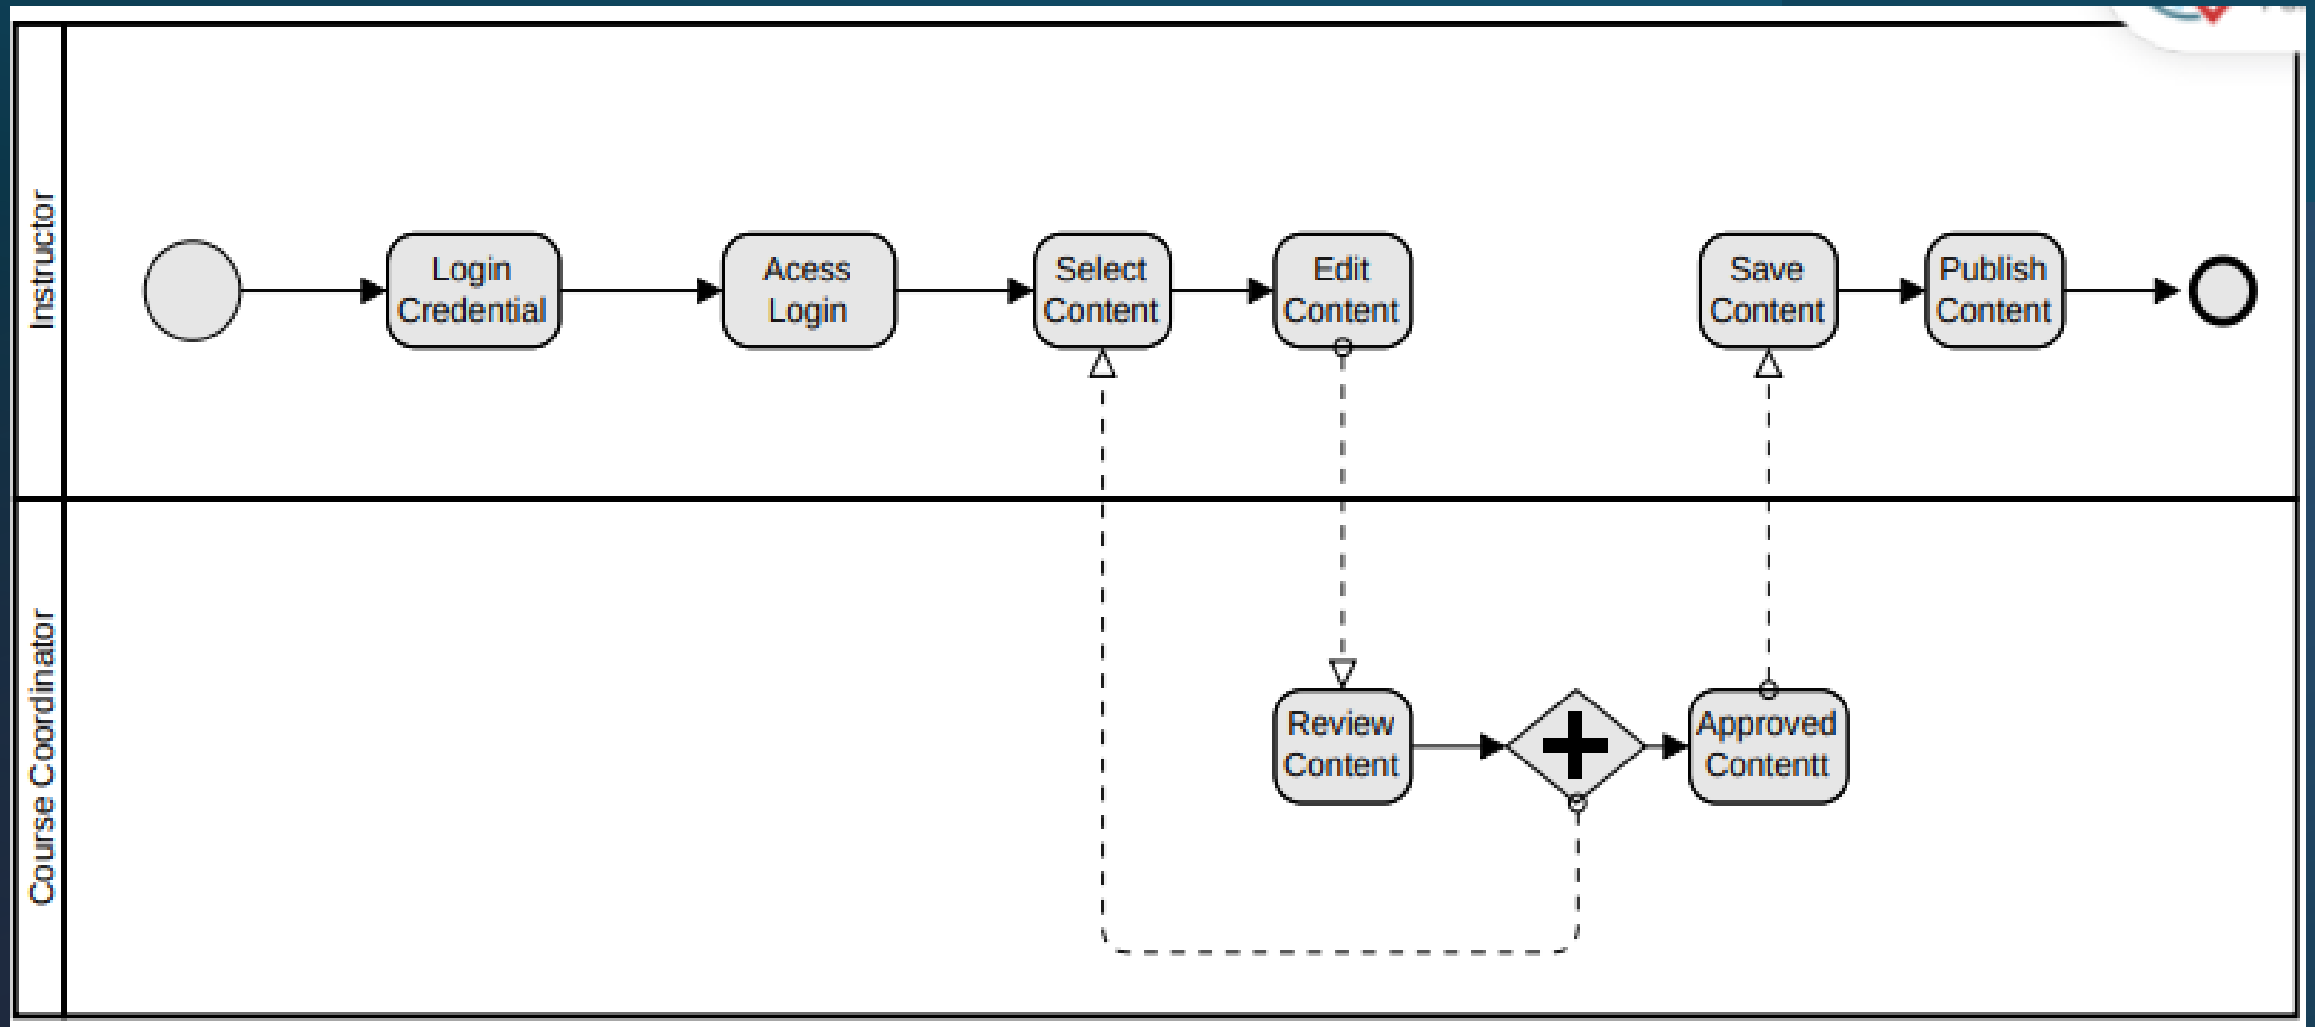 Instructor
Login
Credential
Acess
Login
Select
Content
Edit
Content
Save
Content
Publish
Content
Course Coordinator
Review
Content
Approved
Contentt